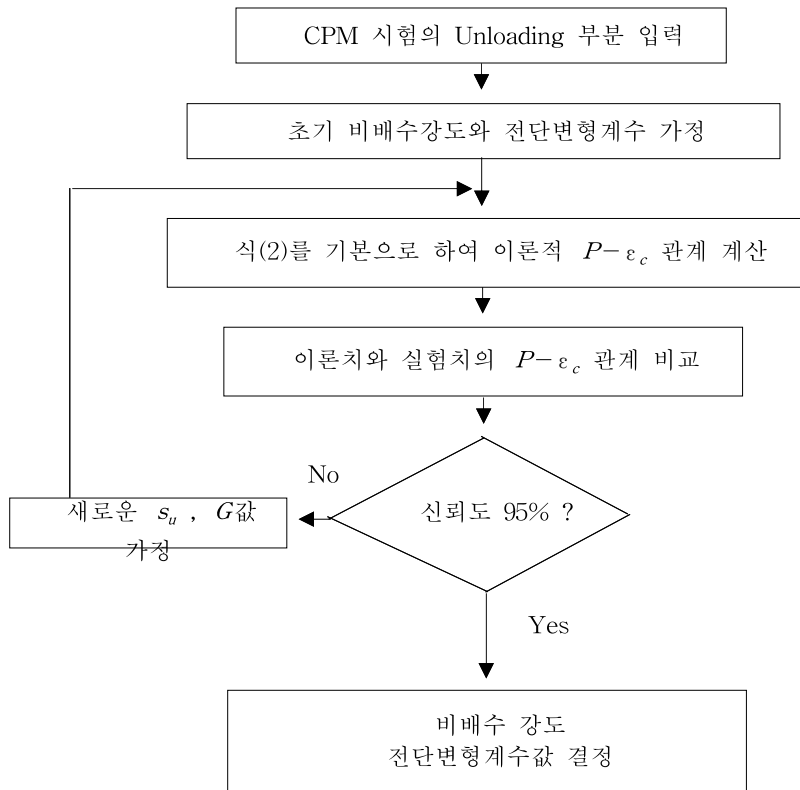 CPM 시험의 Unloading 부분 입력
초기 비배수강도와 전단변형계수 가정
식(2)를 기본으로 하여 이론적 P−ε_c 관계 계산
이론치와 실험치의 P−ε_c 관계 비교
No
신뢰도 95% ?
새로운 s_u , G값
가정
Yes
비배수 강도
전단변형계수값 결정